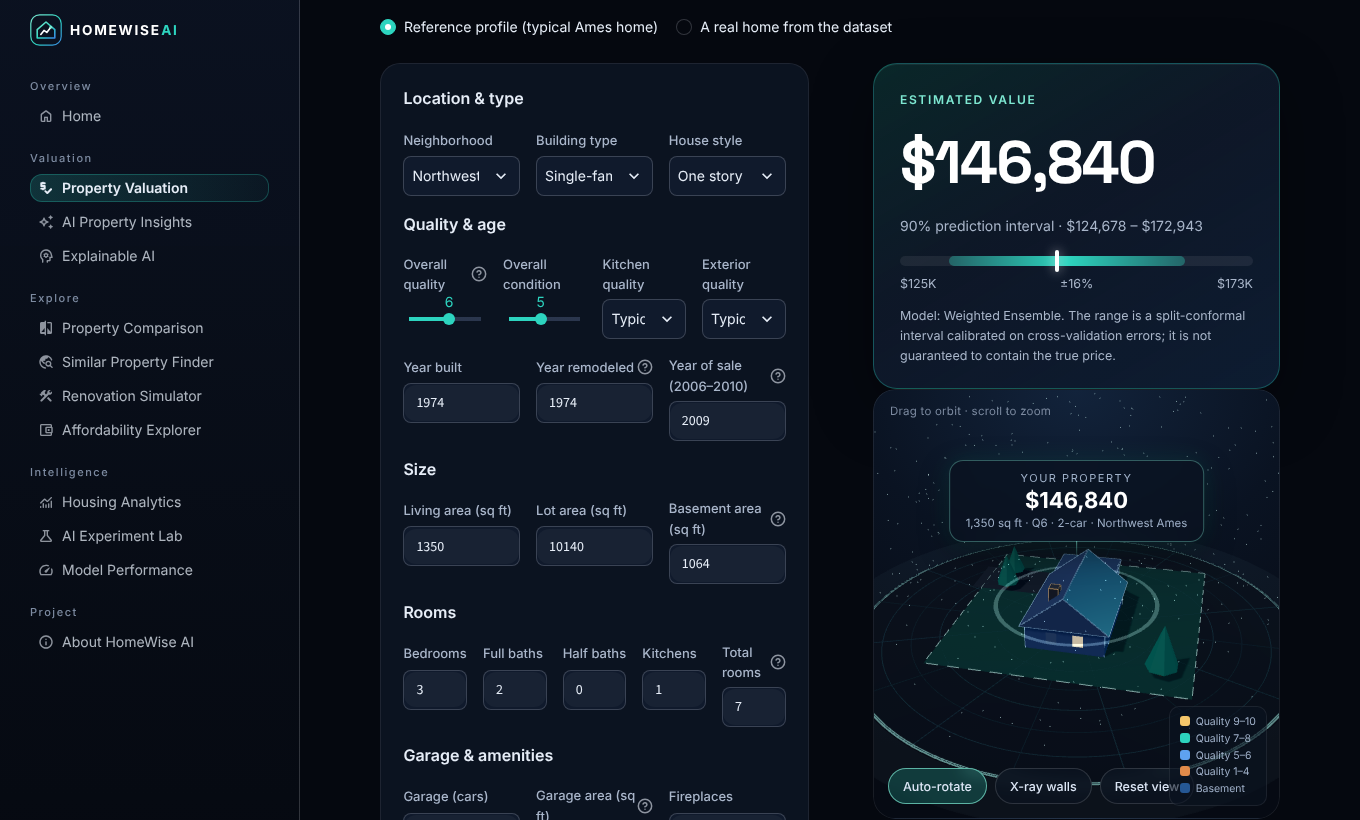 HOMEWISEAI
Overview
Home
Valuation
Property Valuation
AI Property Insights
Explainable AI
Explore
Property Comparison
Similar Property Finder
Renovation Simulator
Affordability Explorer
Intelligence
Housing Analytics
AI Experiment Lab
Model Performance
Project
About HomeWise AI
Reference profile (typical Ames home)
A real home from the dataset
Location & type
Neighborhood
Building type
House style
Northwest
Single-fan
One story
Quality & age
Overall
quality
?
Overall
condition
Kitchen
quality
Exterior
quality
6
5
Typic
Typic
Year built
Year remodeled ?
Year of sale
(2006–2010)
?
1974
1974
2009
Size
Living area (sq ft)
Lot area (sq ft)
Basement area
(sq ft)
?
1350
10140
1064
Rooms
Bedrooms
Full baths
Half baths
Kitchens
Total
rooms
?
3
2
0
1
7
Garage & amenities
Garage (cars)
Garage area (sq
ft)
?
Fireplaces
ESTIMATED VALUE
$146,840
90% prediction interval · $124,678 – $172,943
$125K
±16%
$173K
Model: Weighted Ensemble. The range is a split-conformal
interval calibrated on cross-validation errors; it is not
guaranteed to contain the true price.
Drag to orbit · scroll to zoom
YOUR PROPERTY
$146,840
1,350 sq ft · Q6 · 2-car · Northwest Ames
Quality 9–10
Quality 7–8
Quality 5–6
Quality 1–4
Basement
Auto-rotate
X-ray walls
Reset view